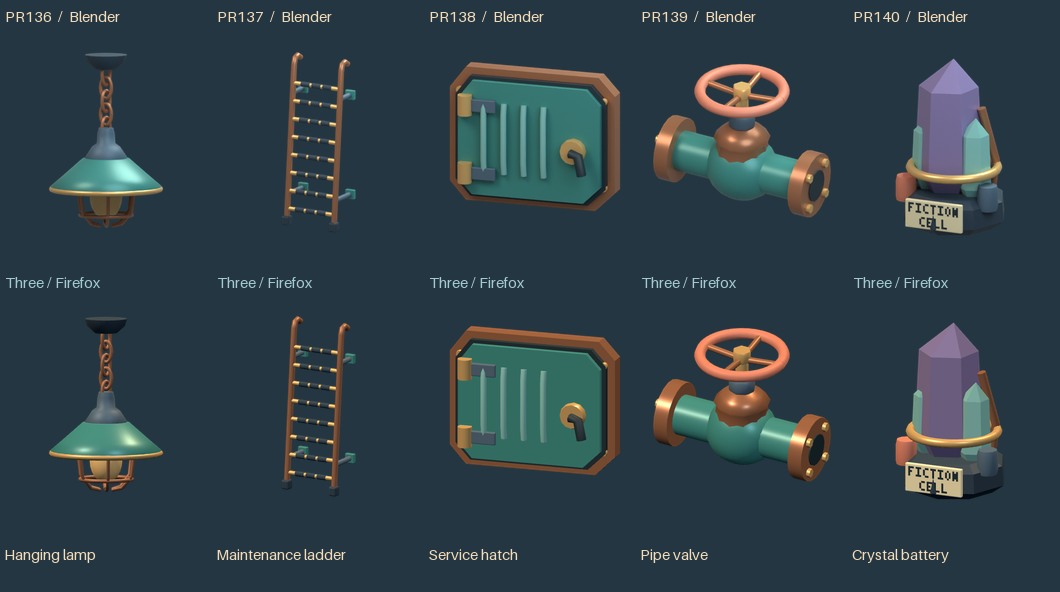 PR136 / Blender
PR137 / Blender
PR138 / Blender
PR139 / Blender
PR140 / Blender
FICTION
CELL
Three / Firefox
Three / Firefox
Three / Firefox
Three / Firefox
Three / Firefox
FICTION
CELL
Hanging lamp
Maintenance ladder
Service hatch
Pipe valve
Crystal battery